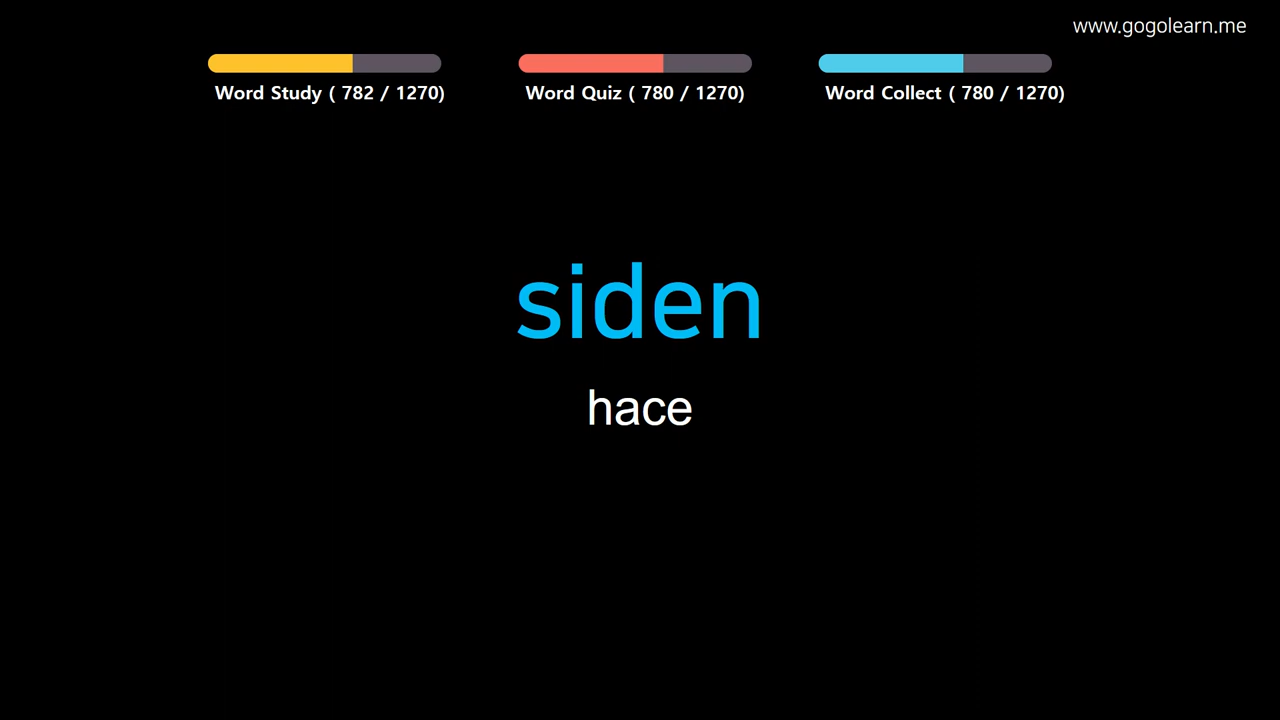 www.gogolearn.me
Word Study ( 782 / 1270) Word Quiz ( 780 / 1270) Word Collect ( 780 / 1270)
siden
hace